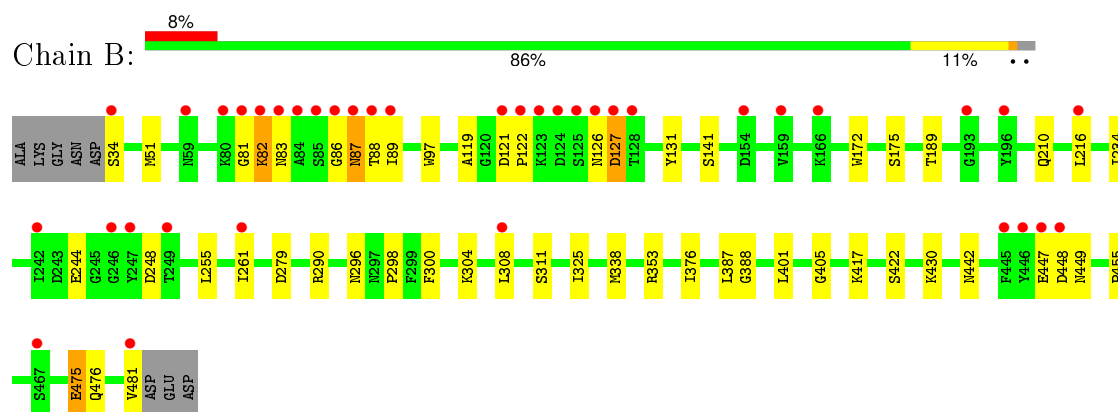 8%
Chain B:
86% 11% • •
ALA LYS GLY ASN ASP S34 M51 N59 K80 G81 K82 N83 A84 S85 G86 N87 T88 I89 W97 A119 G120 D121 P122 K123 D124 S125 N126 D127 T128 Y131 S141 D154 V159 K166 W172 S175 T189 G193 Y196 Q210 L216
I242 D243 E244 G245 G246 Y247 D248 T249 L255 I261 D279 R290 N296 N297 P298 F299 F300 K304 L308 S311 I325 M338 R353 I376 L387 G388 L401 G405 K417 S422 K430 N442 F445 Y446 E447 D448 N449
S467 E475 Q476 V481 ASP GLU ASP